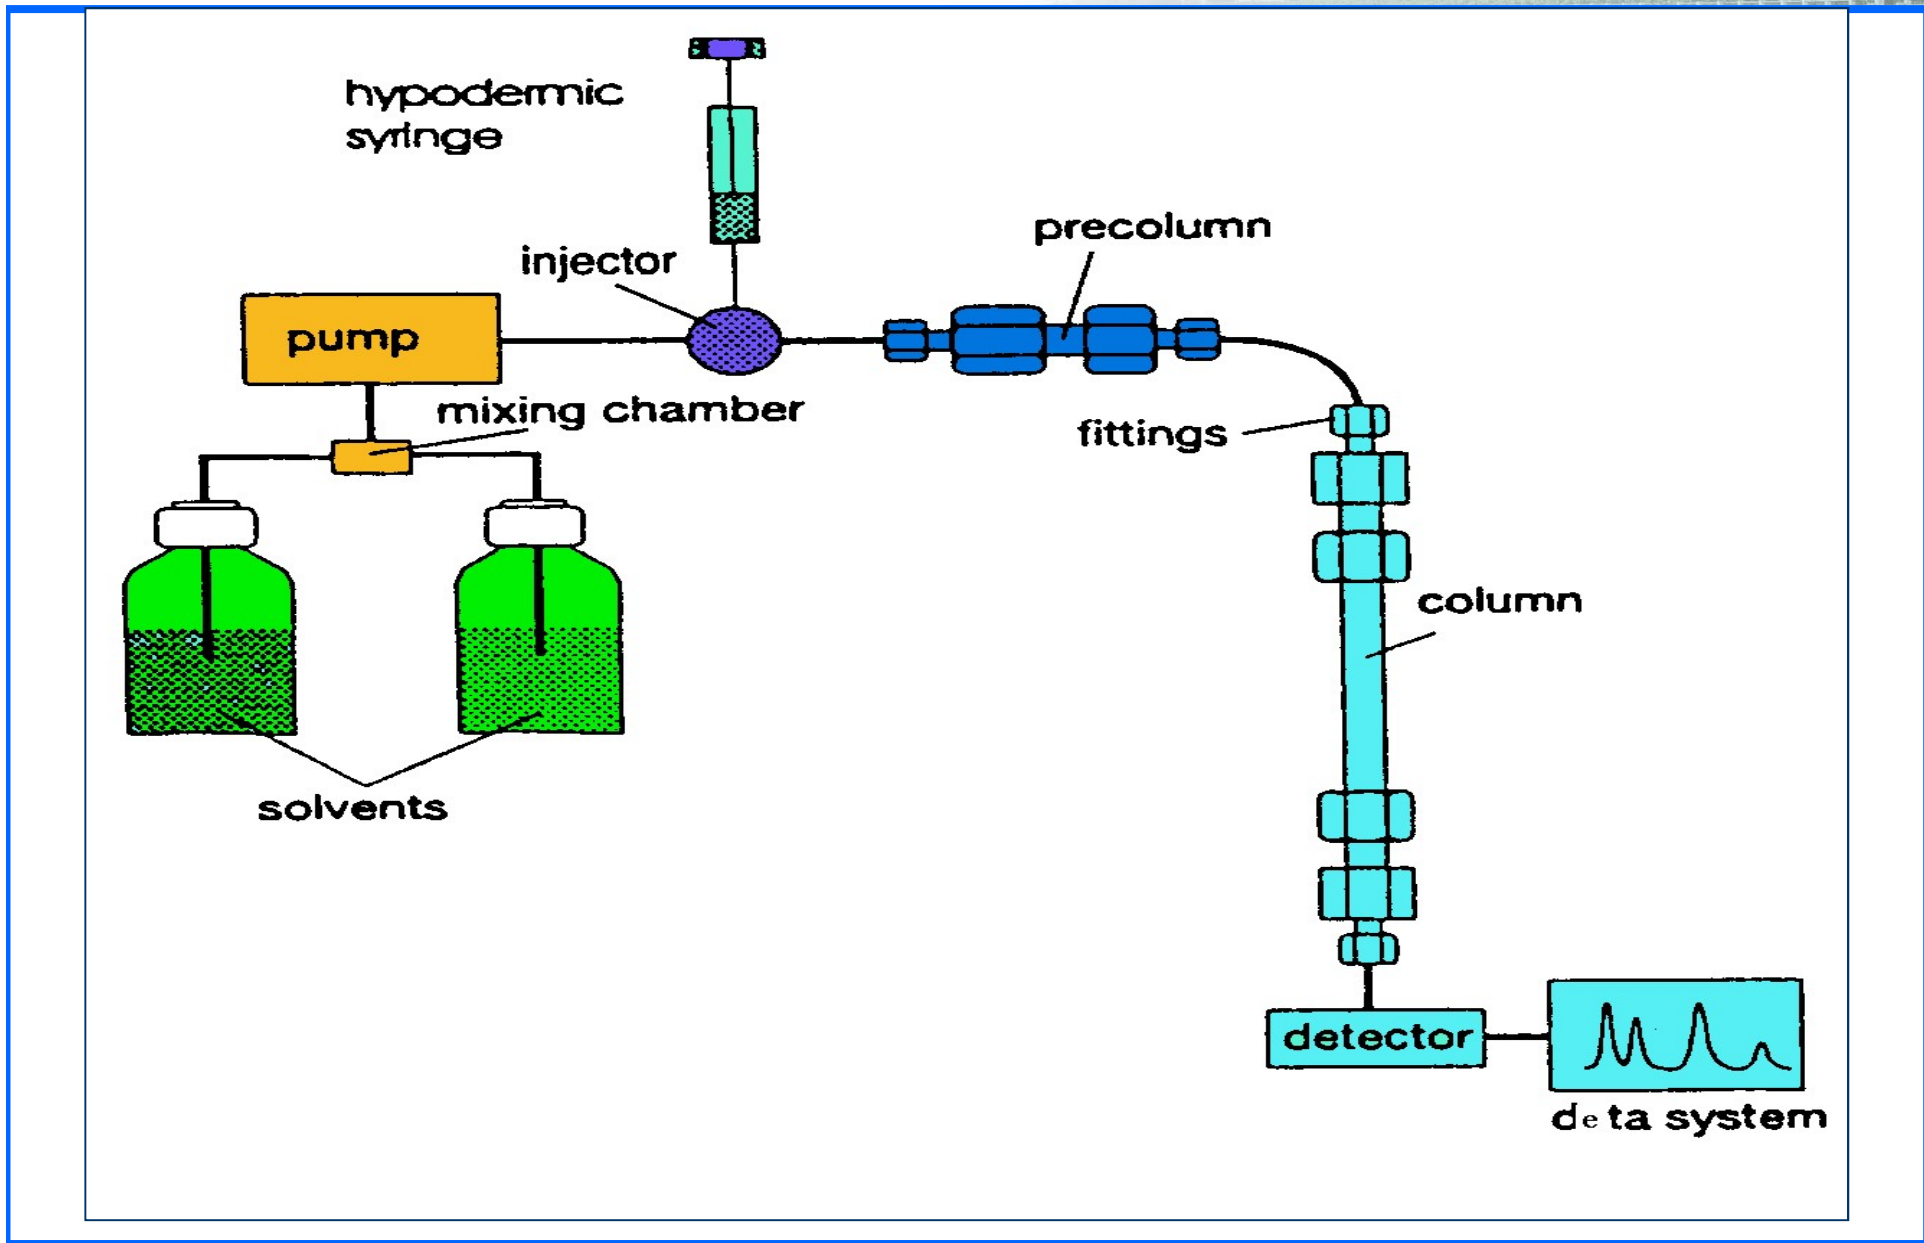 hypodermic
syringe
precolumn
injector
pump
mixing chamber
fittings
column
solvents
detector
deta system